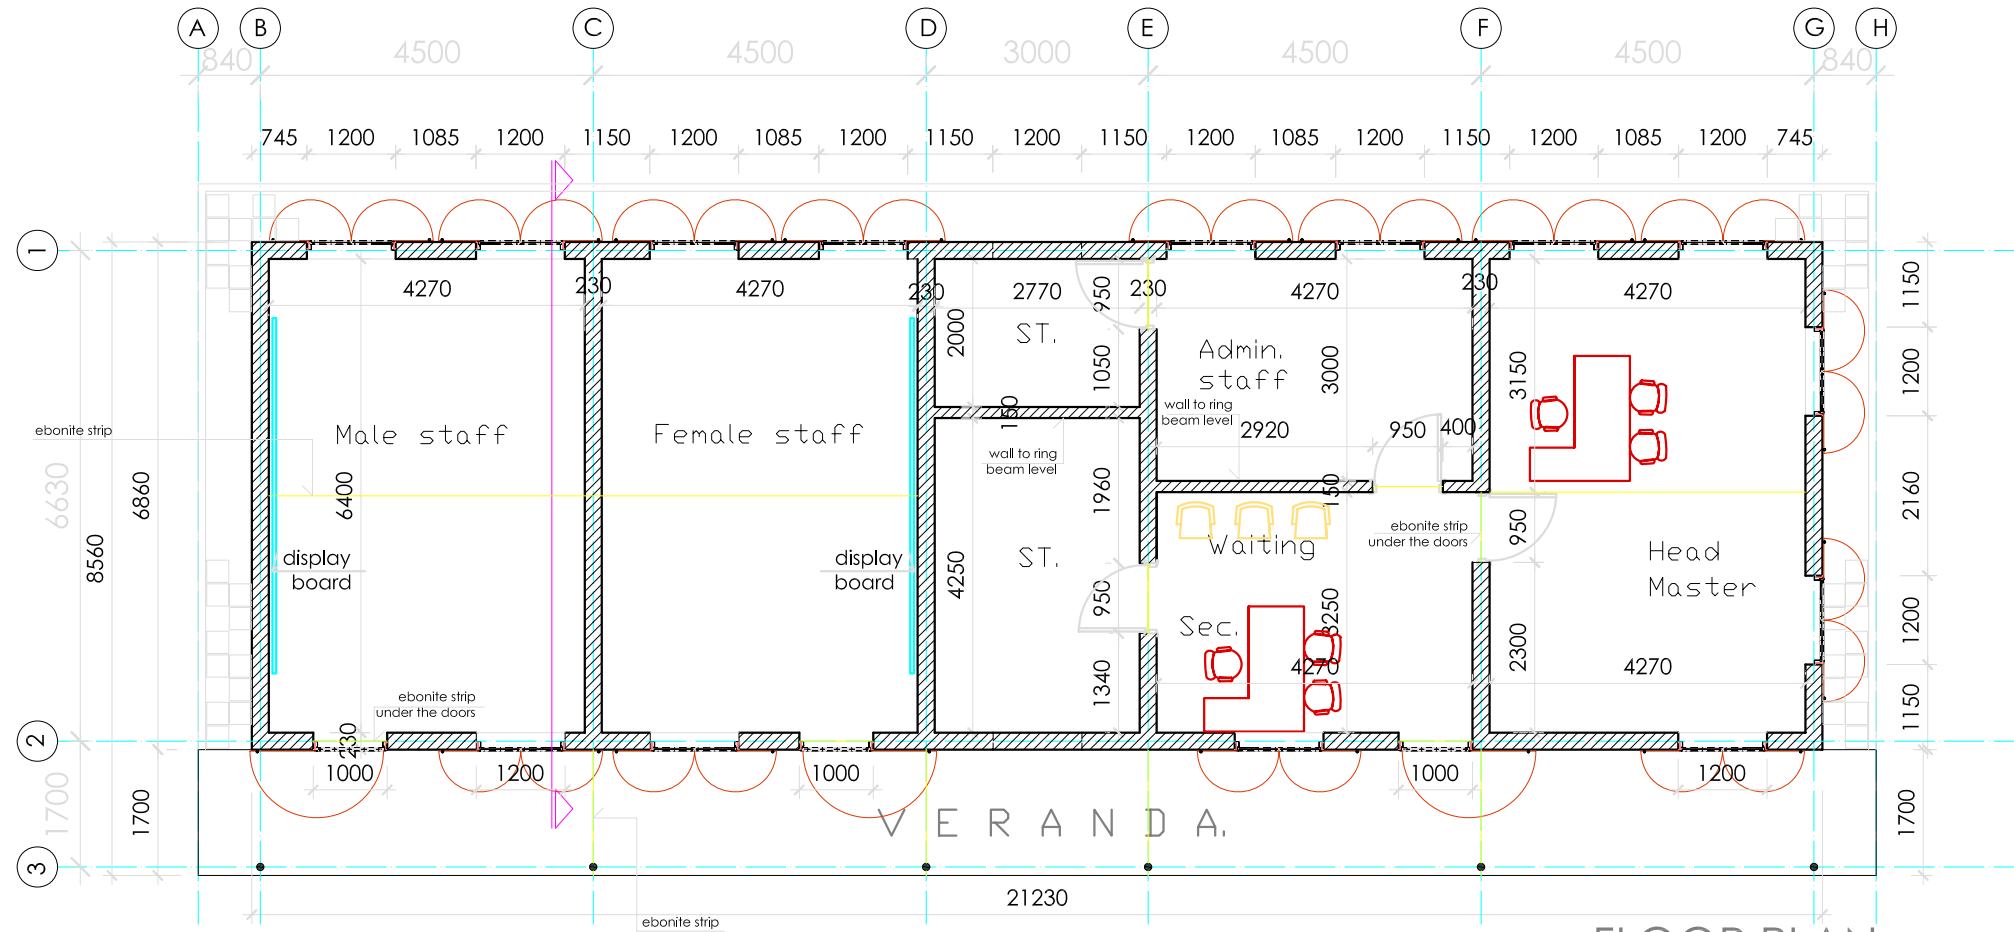 A B C D E F G H
840 4500 4500 3000 4500 4500 840
745 1200 1085 1200 1150 1200 1085 1200 1150 1200 1150 1200 1085 1200 1150 1200 1085 1200 745
1
4270 230 4270 230 2770 950 230 4270 230 4270 1150
2000 ST. 1050
Admin.
staff
3000 3150 1200
wall to ring
beam level
150
2920 950 400
ebonite strip
Male staff
Female staff
wall to ring
beam level
6630 6860 6400 1960 150 2160
8560
ebonite strip
under the doors
950
Waiting
display
board
display
board
4250 ST. 950
Head
Master
Sec.
3250 2300 1200
4270 4270
1340
ebonite strip
under the doors
1150
2
230
1000 1200 1000 1000 1200
1700 1700 1700
VERANDA.
3
21230
ebonite strip
FLOOR PLAN